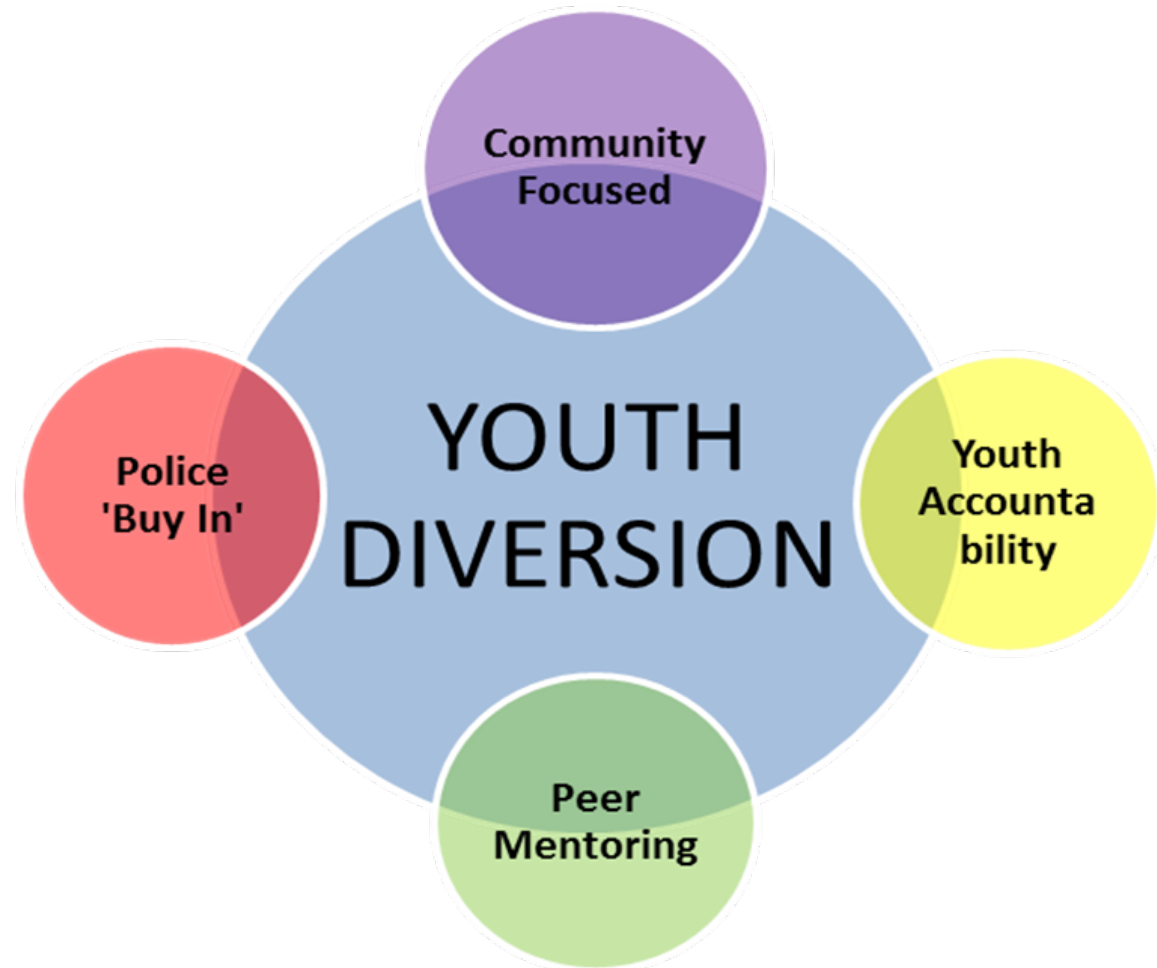 Community
Focused
YOUTH
DIVERSION
Police
'Buy In'
Youth
Accounta
bility
Peer
Mentoring